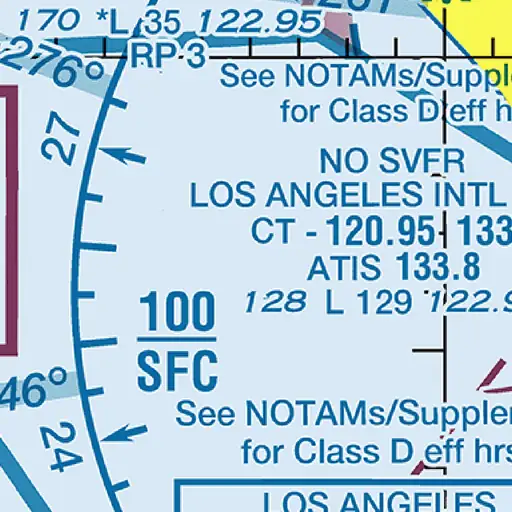 170 *L 35 122.95
RP 3
276°
See NOTAMs/Supple
for Class D eff h
27
NO SVFR
LOS ANGELES INTL
CT - 120.95 133
ATIS 133.8
128 L 129 122.9
100
SFC
46°
See NOTAMs/Supplem
for Class D eff hrs
24
LOS ANGELES